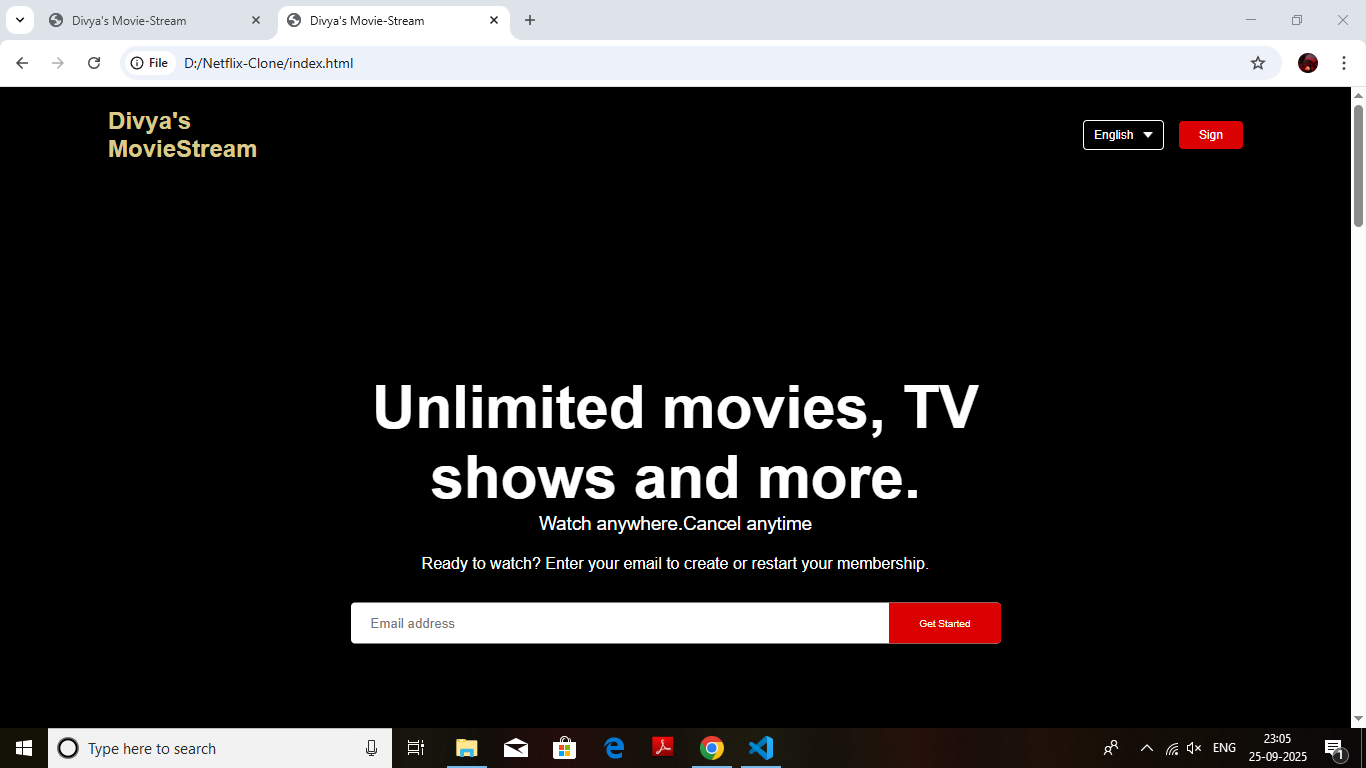 Divya's Movie-Stream
Divya's Movie-Stream
File
D:/Netflix-Clone/index.html
Divya's
MovieStream
English
Sign
Unlimited movies, TV
shows and more.
Watch anywhere.Cancel anytime
Ready to watch? Enter your email to create or restart your membership.
Email address
Get Started
Type here to search
ENG
23:05
25-09-2025
1